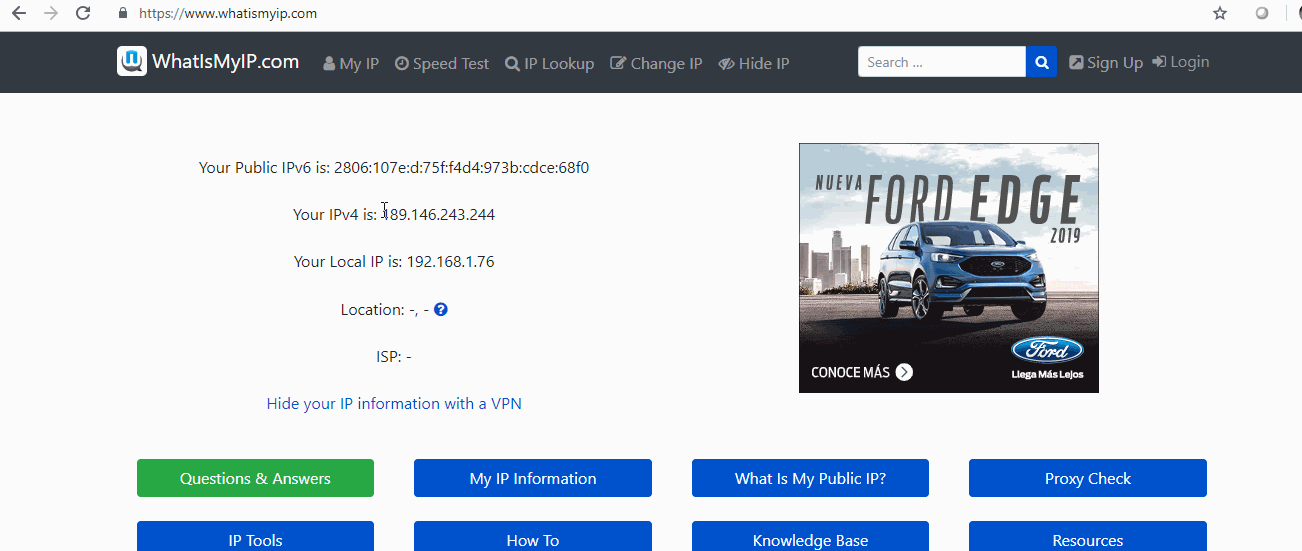 https://www.whatismyip.com
WhatIsMyIP.com My IP Speed Test IP Lookup Change IP Hide IP Search ... Sign Up Login
Your Public IPv6 is: 2806:107e:d:75f:f4d4:973b:cdce:68f0
Your IPv4 is: 189.146.243.244
Your Local IP is: 192.168.1.76
Location: -, -
ISP: -
Hide your IP information with a VPN
NUEVA FORD EDGE
2019
Ford
CONOCE MÁS
Llega Más Lejos
Questions & Answers My IP Information What Is My Public IP? Proxy Check
IP Tools How To Knowledge Base Resources